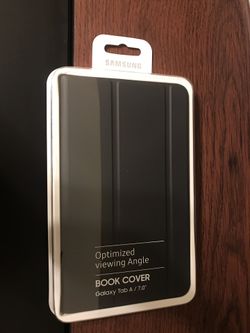 SAMSUNG
Optimized
viewing Angle
BOOK COVER
Galaxy Tab A / 7.0"